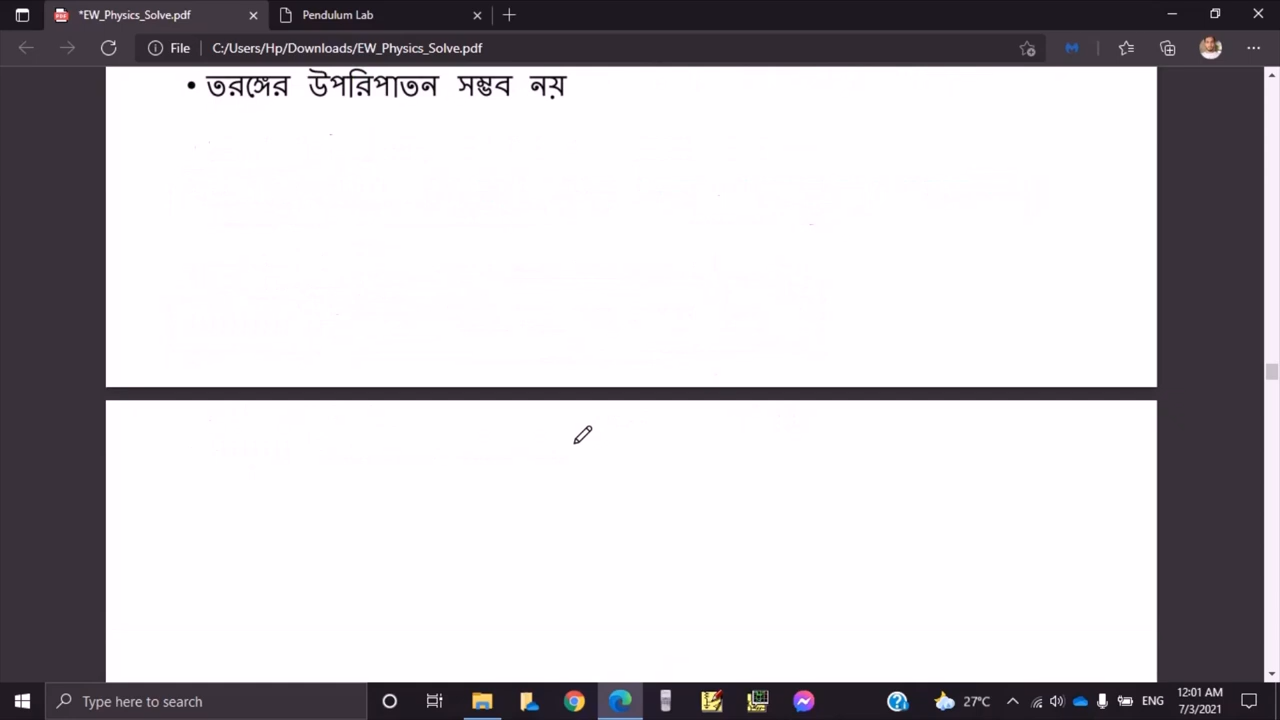 *EW_Physics_Solve.pdf
Pendulum Lab
File
C:/Users/Hp/Downloads/EW_Physics_Solve.pdf
• তরঙ্গের উপরিপাতন সম্ভব নয়
Type here to search
27°C
ENG
12:01 AM
7/3/2021